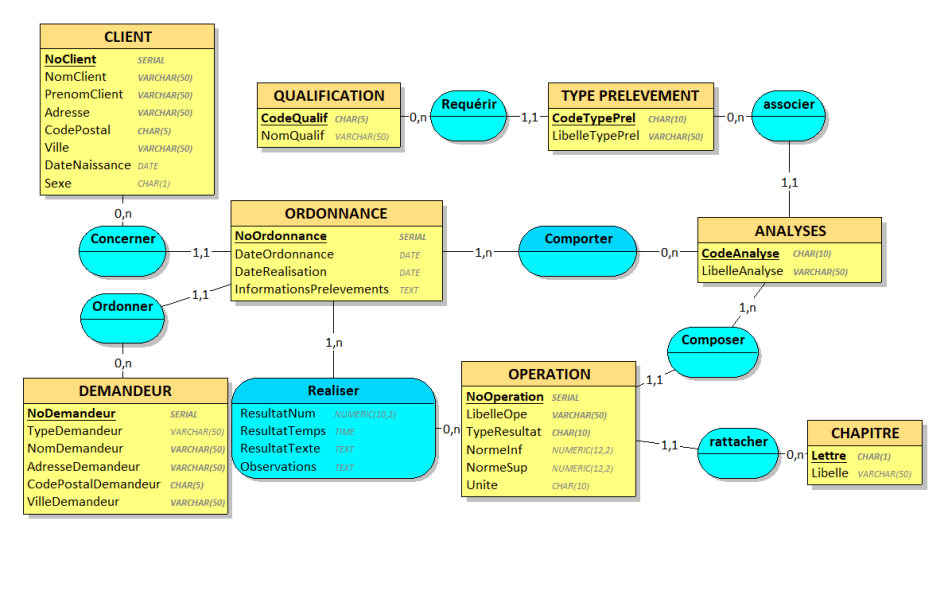 CLIENT
NoClient SERIAL
NomClient VARCHAR(50)
PrenomClient VARCHAR(50)
Adresse VARCHAR(50)
CodePostal CHAR(5)
Ville VARCHAR(50)
DateNaissance DATE
Sexe CHAR(1)
QUALIFICATION
CodeQualif CHAR(5)
NomQualif VARCHAR(50)
0,n
Requérir
1,1
TYPE PRELEVEMENT
CodeTypePrel CHAR(10)
LibelleTypePrel VARCHAR(50)
0,n
associer
1,1
0,n
Concerner
1,1
ORDONNANCE
NoOrdonnance SERIAL
DateOrdonnance DATE
DateRealisation DATE
InformationsPrelevements TEXT
1,n
Comporter
0,n
ANALYSES
CodeAnalyse CHAR(10)
LibelleAnalyse VARCHAR(50)
1,1
Ordonner
0,n
1,n
1,n
Composer
1,1
DEMANDEUR
NoDemandeur SERIAL
TypeDemandeur VARCHAR(50)
NomDemandeur VARCHAR(50)
AdresseDemandeur VARCHAR(50)
CodePostalDemandeur CHAR(5)
VilleDemandeur VARCHAR(50)
Realiser
ResultatNum NUMERIC(10,2)
ResultatTemps TIME
ResultatTexte TEXT
Observations TEXT
0,n
OPERATION
NoOperation SERIAL
LibelleOpe VARCHAR(50)
TypeResultat CHAR(10)
NormeInf NUMERIC(12,2)
NormeSup NUMERIC(12,2)
Unite CHAR(10)
1,1
rattacher
0,n
CHAPITRE
Lettre CHAR(1)
Libelle VARCHAR(50)